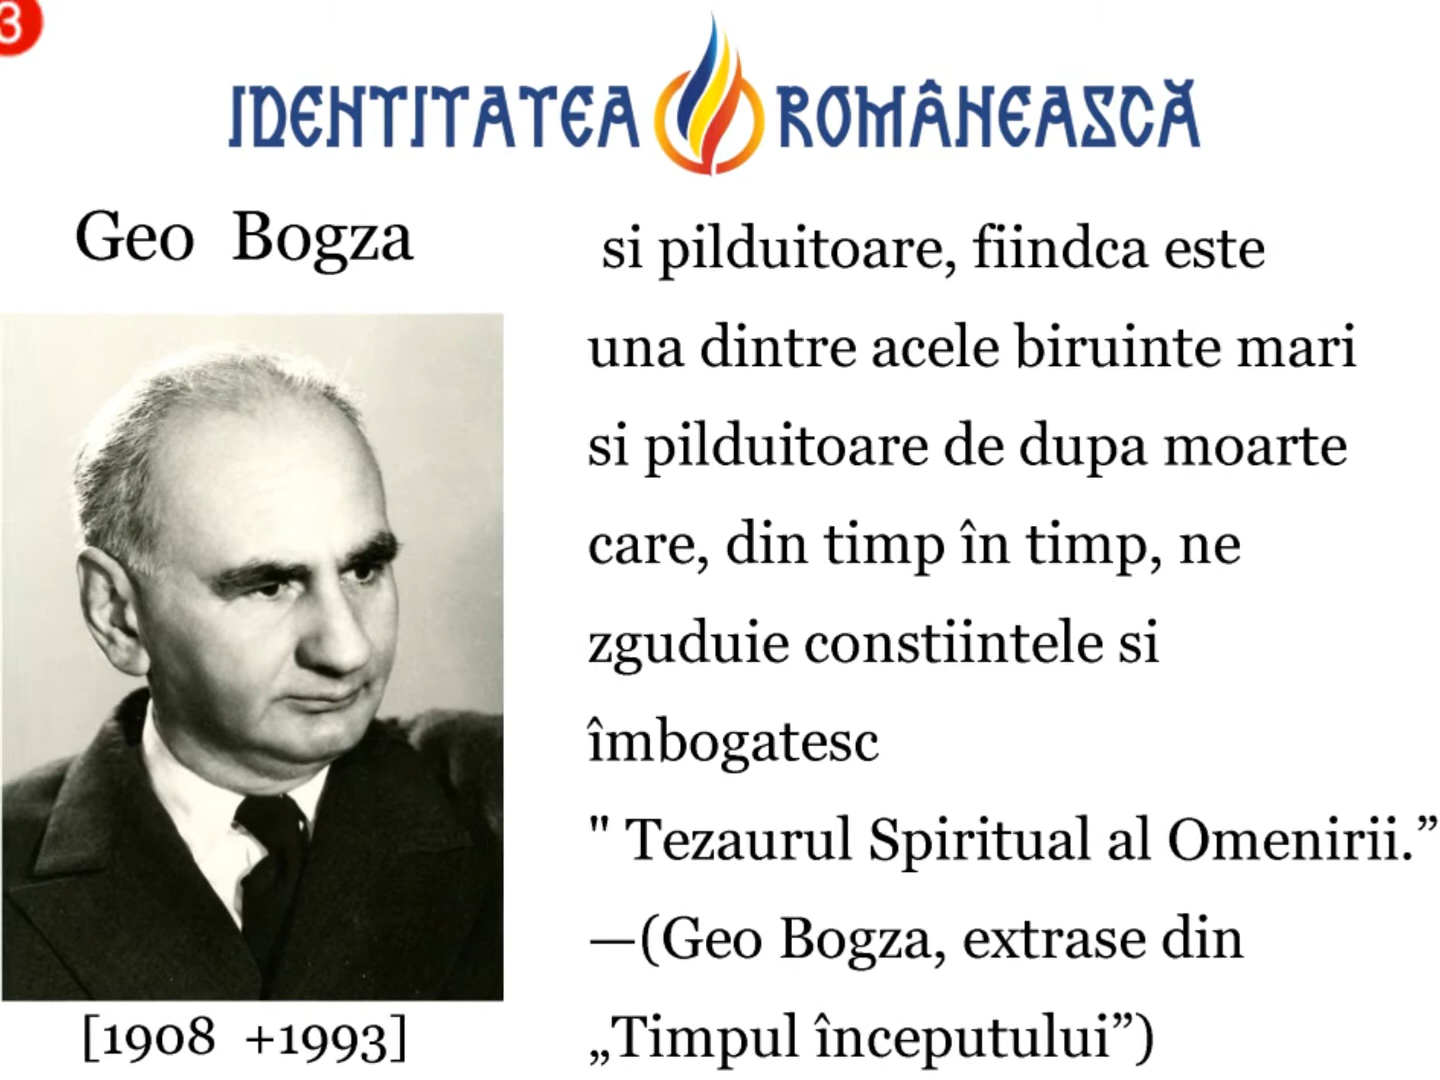 3
IDENTITATEA ROMÂNEASCĂ
Geo Bogza
si pilduitoare, fiindca este
una dintre acele biruinte mari
si pilduitoare de dupa moarte
care, din timp în timp, ne
zguduie constiintele si
îmbogatesc
" Tezaurul Spiritual al Omenirii.”
—(Geo Bogza, extrase din
„Timpul începutului”)
[1908 +1993]